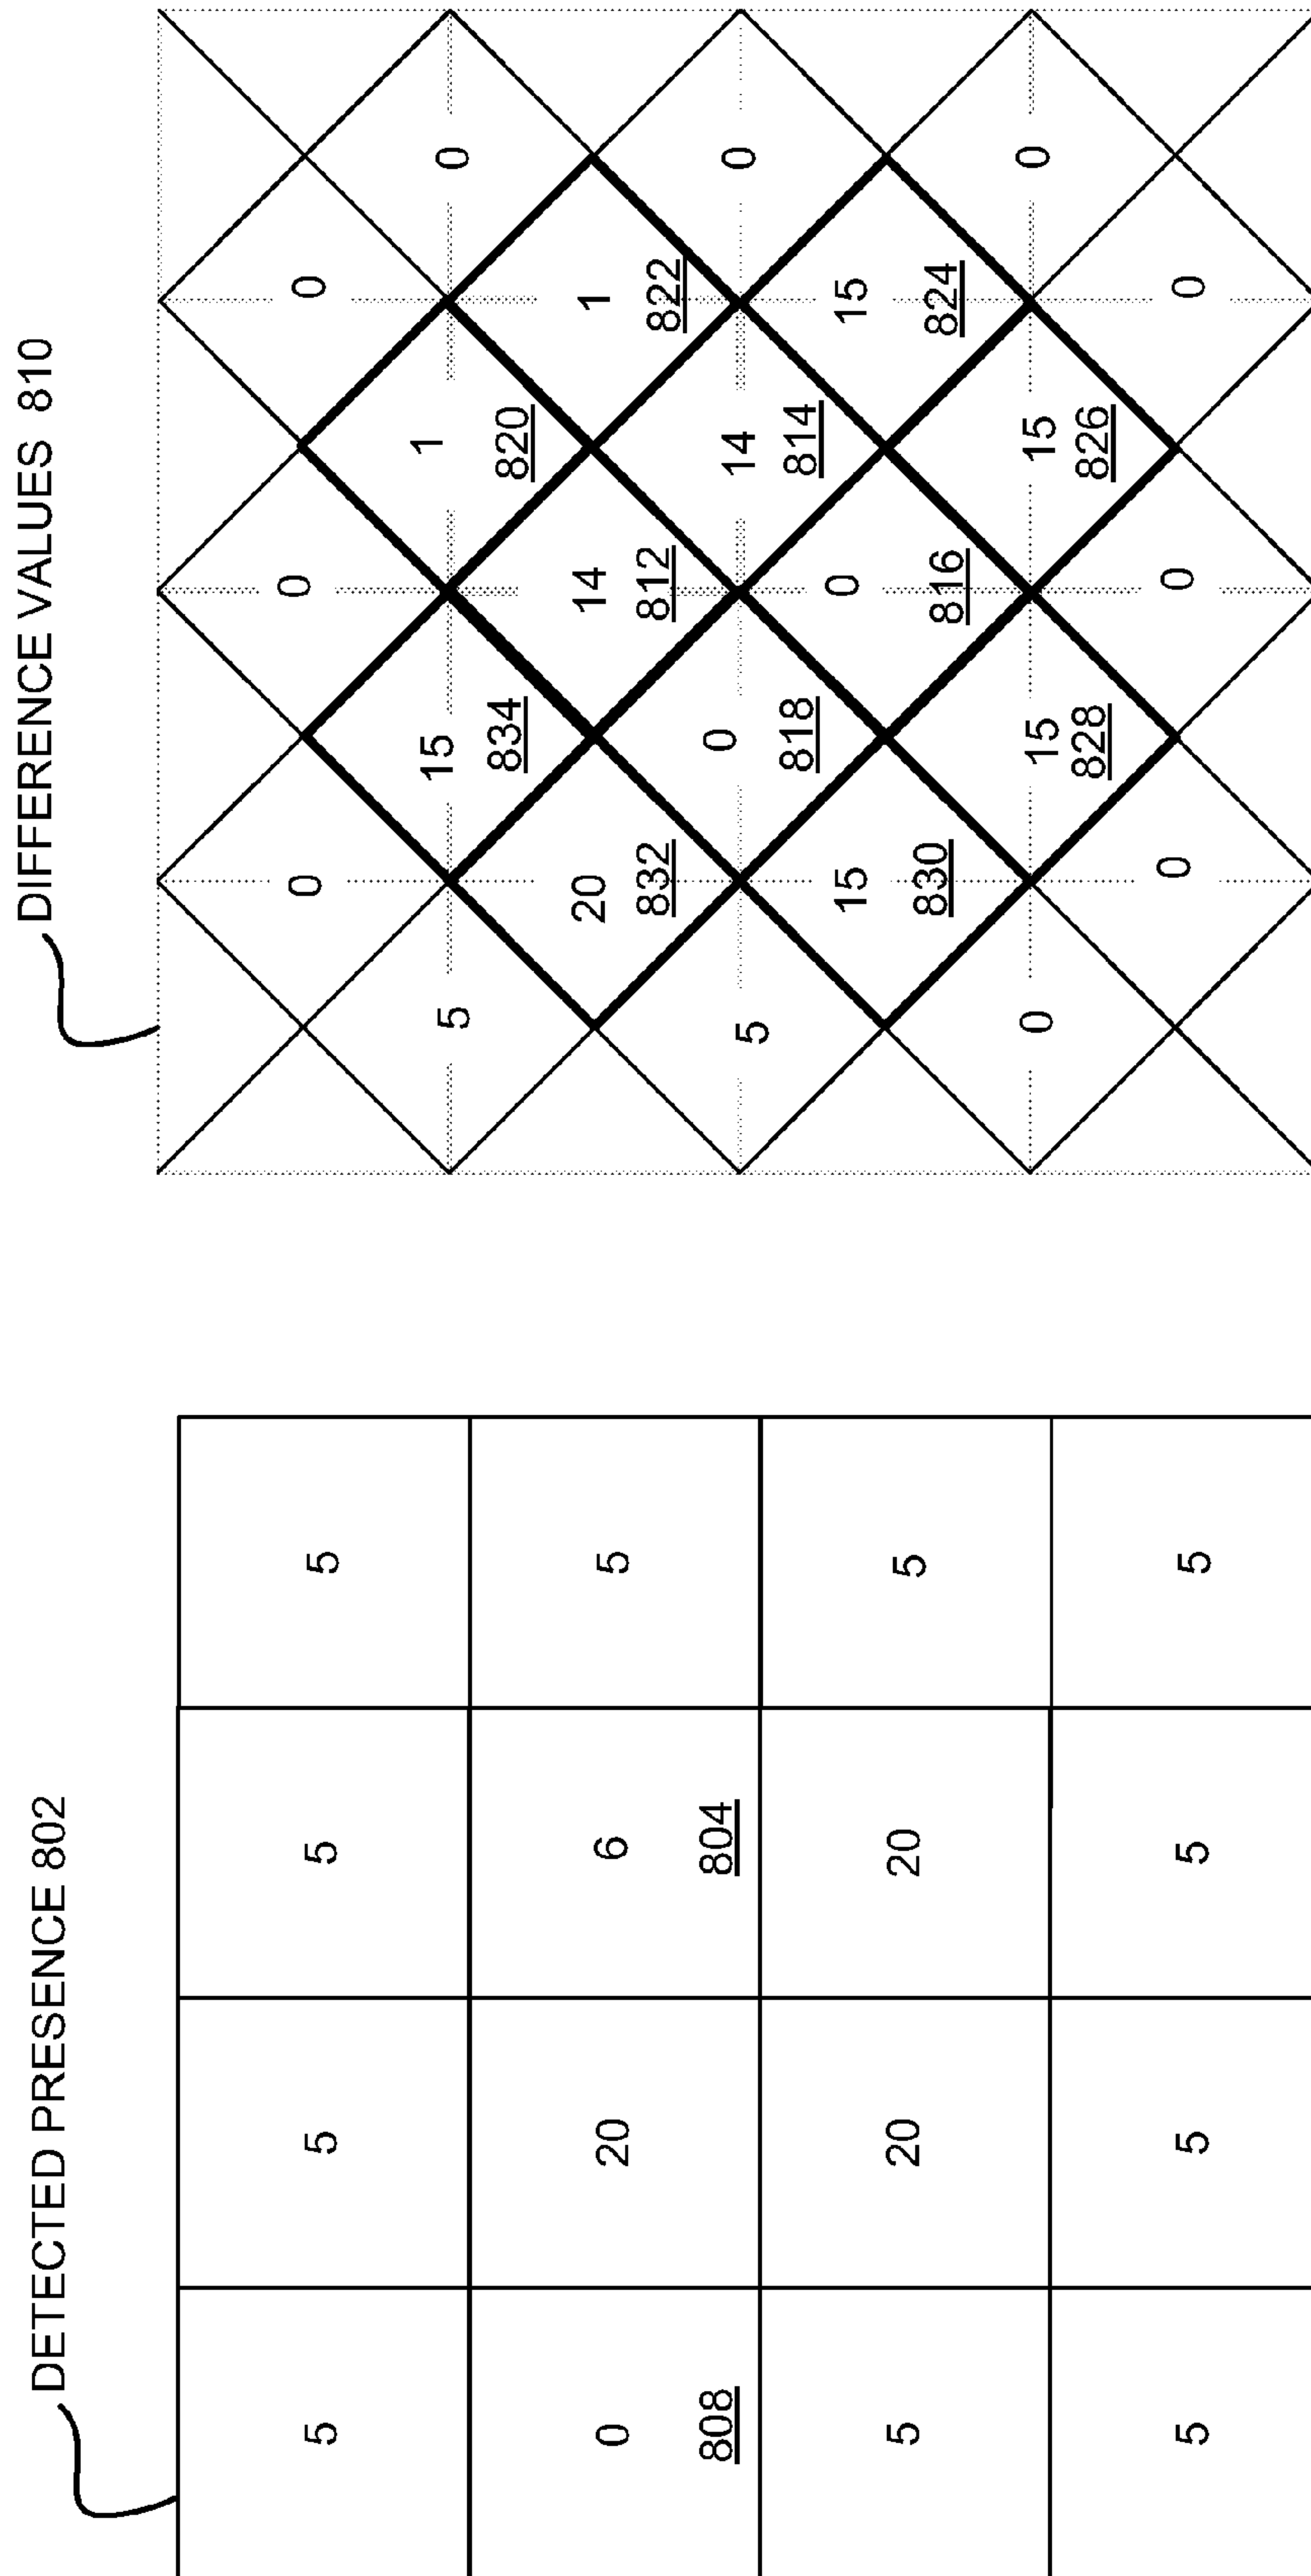 DETECTED PRESENCE 802
5 5 5 5
0 20 6 5
808 804
5 20 20 5
5 5 5 5
DIFFERENCE VALUES 810
0 0 0
5 15 1 0
834 820
20 14 1
832 812 822
5 0 14 0
818 814
15 0 15
830 816 824
0 15 15 0
828 826
0 0 0